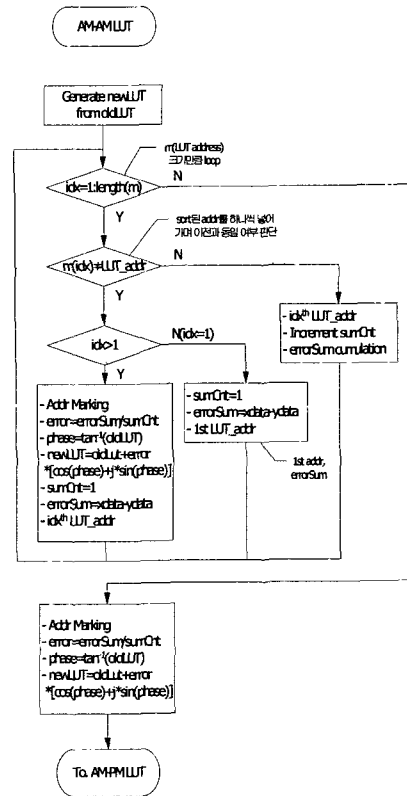 AM-AM LUT
Generate newLUT
from oldLUT
m(LUT address)
크기만큼 loop
idx=1:length(m)
N
Y
sort된 addr를 하나씩 넣어
가며 이전과 동일 여부 판단
m(idx)≠LUT_addr
N
Y
idx>1
N(idx=1)
Y
- idxth LUT_addr
- Increment sumCnt
- errorSum cumulation
- sumCnt=1
- errorSum=xdata-ydata
- 1st LUT_addr
1st addr,
errorSum
- Addr Marking
- error=errorSum/sumCnt
- phase=tan-1(oldLUT)
- newLUT=oldLut+error
*[cos(phase)+j*sin(phase)]
- sumCnt=1
- errorSum=xdata-ydata
- idxth LUT_addr
- Addr Marking
- error=errorSum/sumCnt
- phase=tan-1(oldLUT)
- newLUT=oldLut+error
*[cos(phase)+j*sin(phase)]
To. AM-PM LUT